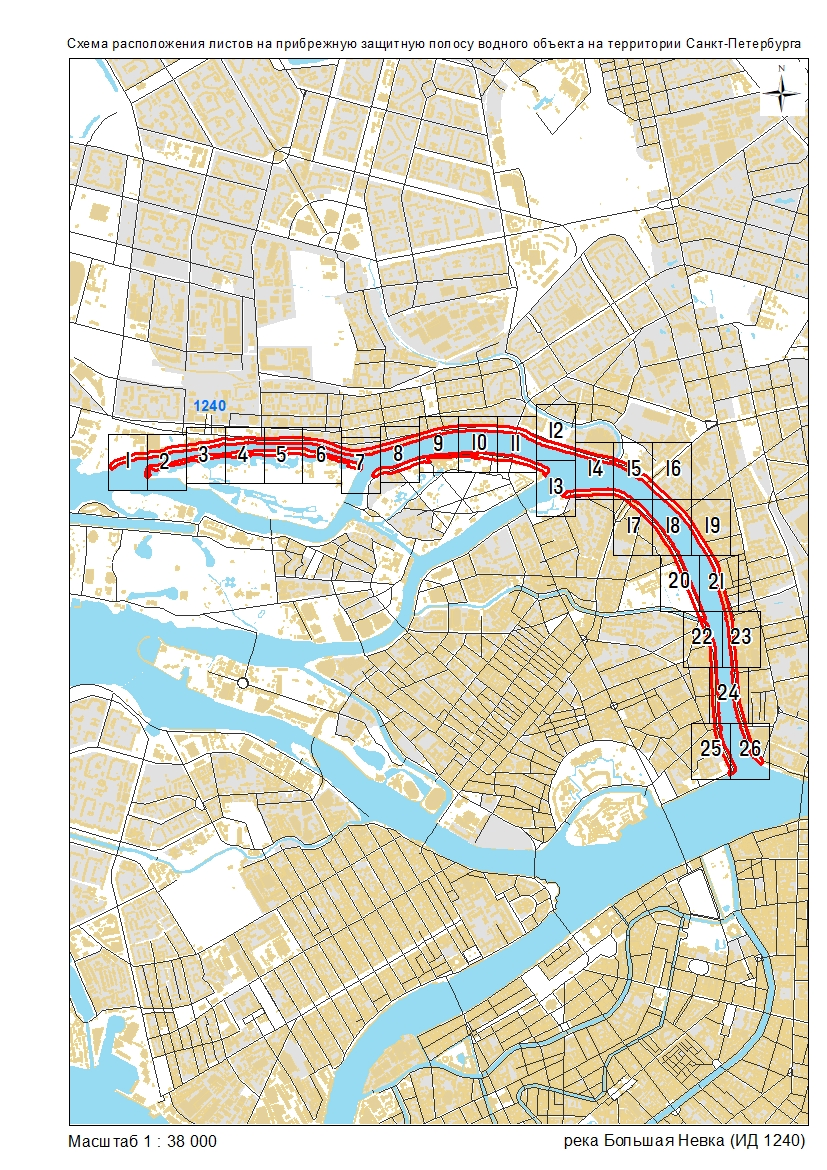 Схема расположения листов на прибрежную защитную полосу водного объекта на территории Санкт-Петербурга
N
1240
1 2 3 4 5 6 7 8 9 10 11 12
13 14 15 16
17 18 19
20 21
22 23
24
25 26
Масштаб 1 : 38 000
река Большая Невка (ИД 1240)